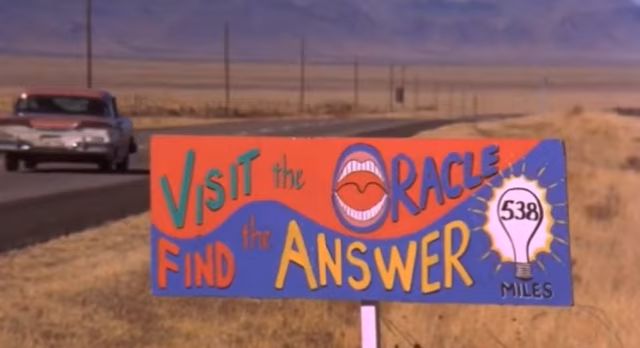 VISIT the ORACLE
FIND the ANSWER
538
MILES